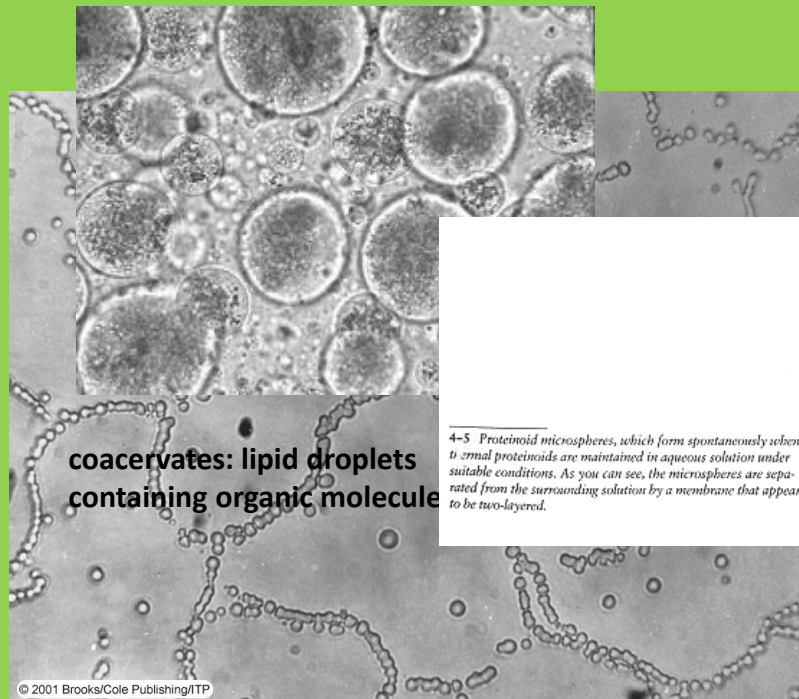 coacervates: lipid droplets
containing organic molecule
4–5 Proteinoid microspheres, which form spontaneously when
thermal proteinoids are maintained in aqueous solution under
suitable conditions. As you can see, the microspheres are sepa-
rated from the surrounding solution by a membrane that appear
to be two-layered.
© 2001 Brooks/Cole Publishing/ITP